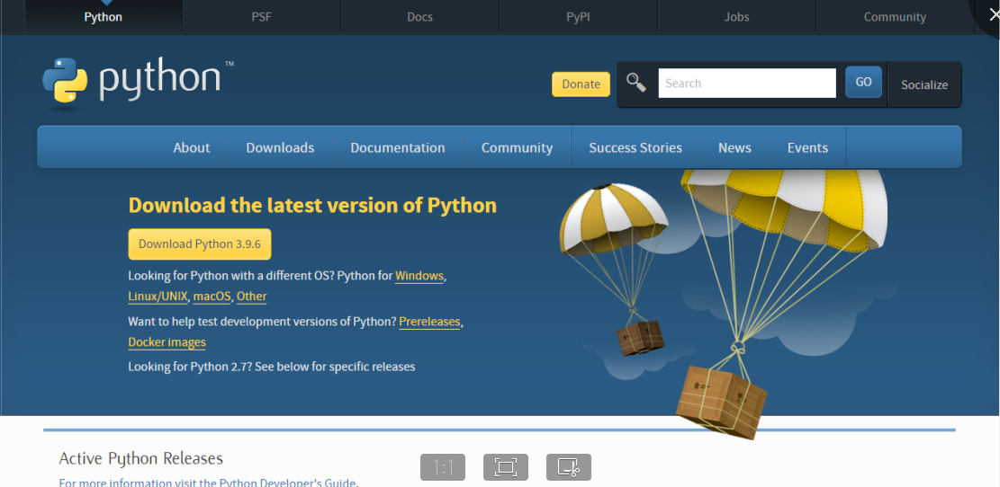 Python PSF Docs PyPI Jobs Community
python™
Donate Search GO Socialize
About Downloads Documentation Community Success Stories News Events
Download the latest version of Python
Download Python 3.9.6
Looking for Python with a different OS? Python for Windows,
Linux/UNIX, macOS, Other
Want to help test development versions of Python? Prereleases,
Docker images
Looking for Python 2.7? See below for specific releases
Active Python Releases
For more information visit the Python Developer's Guide.
1:1